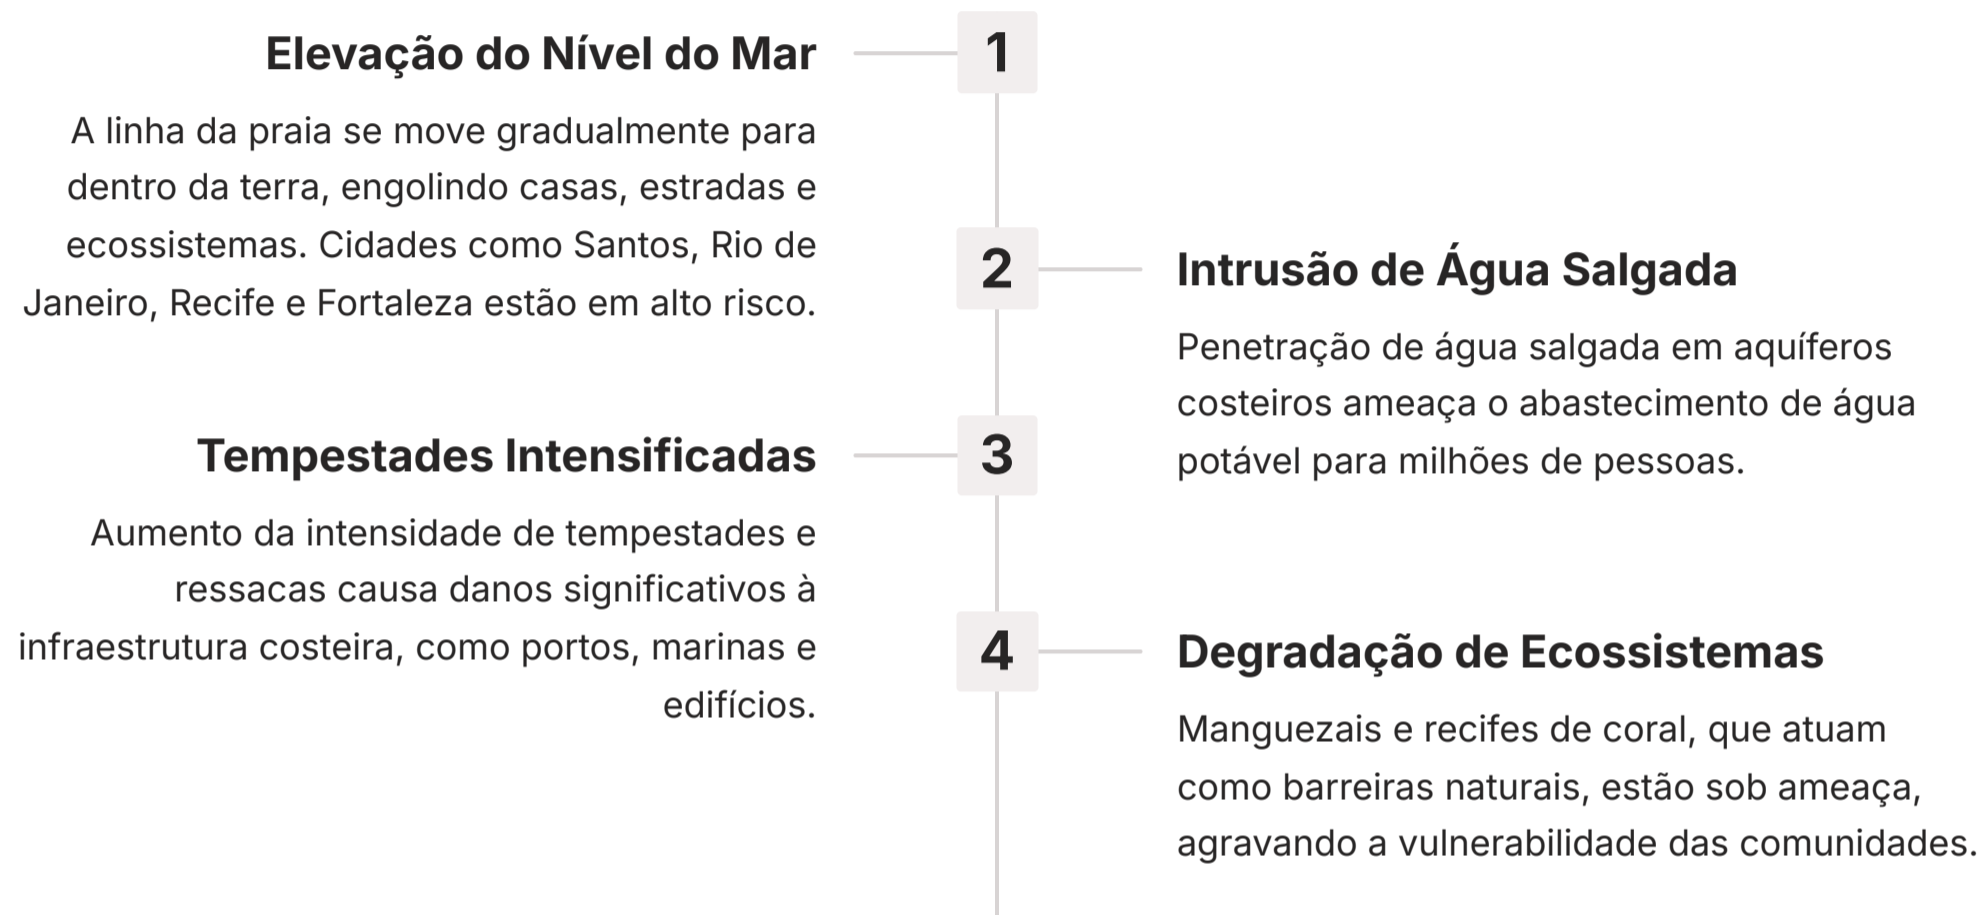 1
Elevação do Nível do Mar
A linha da praia se move gradualmente para
dentro da terra, engolindo casas, estradas e
ecossistemas. Cidades como Santos, Rio de
Janeiro, Recife e Fortaleza estão em alto risco.
2
Intrusão de Água Salgada
Penetração de água salgada em aquíferos
costeiros ameaça o abastecimento de água
potável para milhões de pessoas.
3
Tempestades Intensificadas
Aumento da intensidade de tempestades e
ressacas causa danos significativos à
infraestrutura costeira, como portos, marinas e
edifícios.
4
Degradação de Ecossistemas
Manguezais e recifes de coral, que atuam
como barreiras naturais, estão sob ameaça,
agravando a vulnerabilidade das comunidades.